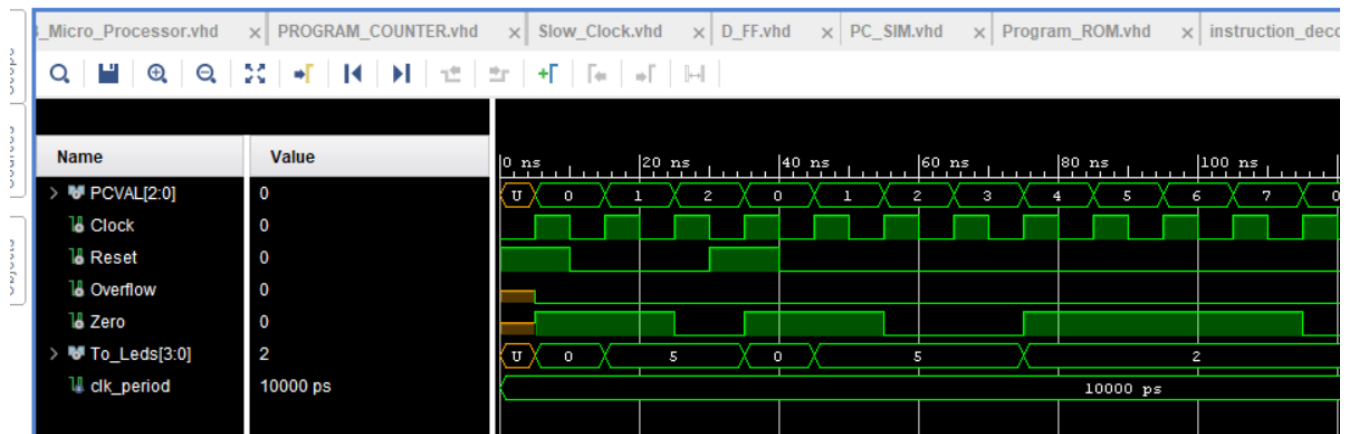 _Micro_Processor.vhd × PROGRAM_COUNTER.vhd × Slow_Clock.vhd × D_FF.vhd × PC_SIM.vhd × Program_ROM.vhd × instruction_deco
Name Value 0 ns 20 ns 40 ns 60 ns 80 ns 100 ns
> PCVAL[2:0] 0 U 0 1 2 0 1 2 3 4 5 6 7 0
Clock 0
Reset 0
Overflow 0
Zero 0
> To_Leds[3:0] 2 U 0 5 0 5 2
clk_period 10000 ps 10000 ps
Scope
Sources
Objects